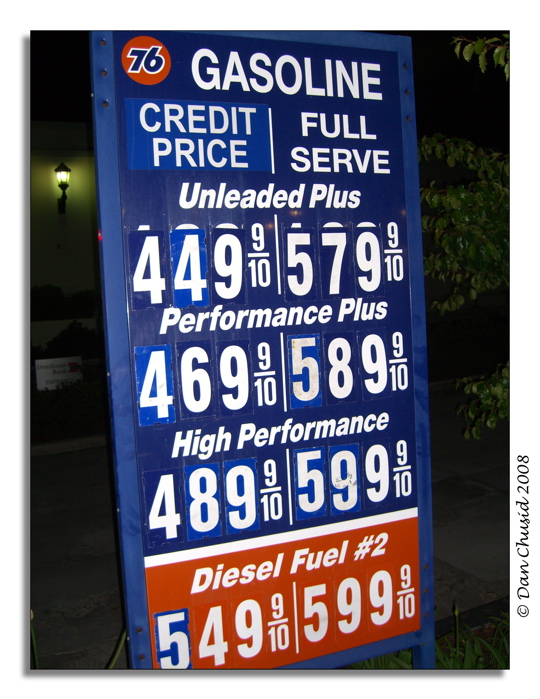 76 GASOLINE
CREDIT PRICE FULL SERVE
Unleaded Plus
449 9/10 579 9/10
Performance Plus
469 9/10 589 9/10
High Performance
489 9/10 599 9/10
Diesel Fuel #2
549 9/10 599 9/10
© Dan Chusid 2008